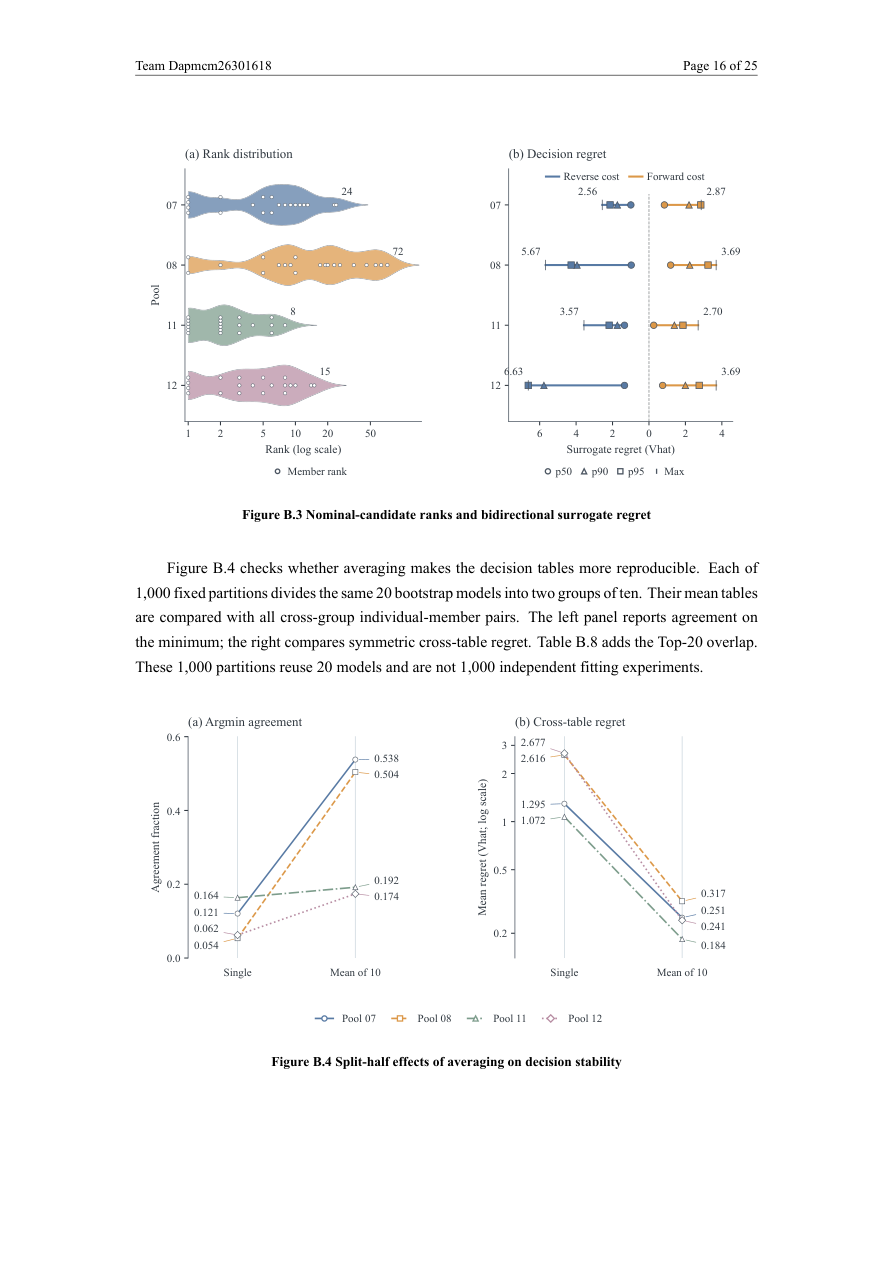 Team Dapmcm26301618 Page 16 of 25
(a) Rank distribution
24
07
72
08
8
11
15
12
Pool
1 2 5 10 20 50
Rank (log scale)
Member rank
(b) Decision regret
Reverse cost Forward cost
2.56 2.87
07
5.67 3.69
08
3.57 2.70
11
6.63 3.69
12
6 4 2 0 2 4
Surrogate regret (Vhat)
p50 p90 p95 Max
Figure B.3 Nominal-candidate ranks and bidirectional surrogate regret
Figure B.4 checks whether averaging makes the decision tables more reproducible. Each of
1,000 fixed partitions divides the same 20 bootstrap models into two groups of ten. Their mean tables
are compared with all cross-group individual-member pairs. The left panel reports agreement on
the minimum; the right compares symmetric cross-table regret. Table B.8 adds the Top-20 overlap.
These 1,000 partitions reuse 20 models and are not 1,000 independent fitting experiments.
(a) Argmin agreement
0.6
0.538
0.504
0.4
Agreement fraction
0.2
0.192
0.164
0.174
0.121
0.062
0.054
0.0
Single Mean of 10
(b) Cross-table regret
3
2.677
2.616
2
1.295
1
1.072
Mean regret (Vhat; log scale)
0.5
0.317
0.251
0.241
0.2
0.184
Single Mean of 10
Pool 07 Pool 08 Pool 11 Pool 12
Figure B.4 Split-half effects of averaging on decision stability